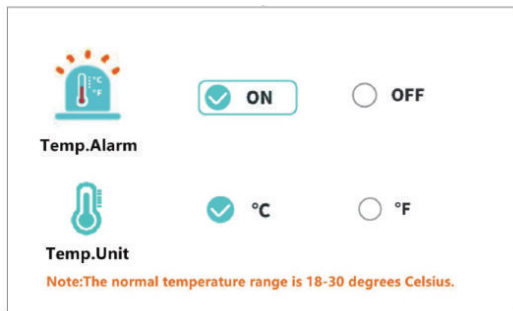 °C
°F
ON
OFF
Temp.Alarm
°C
°F
Temp.Unit
Note:The normal temperature range is 18-30 degrees Celsius.